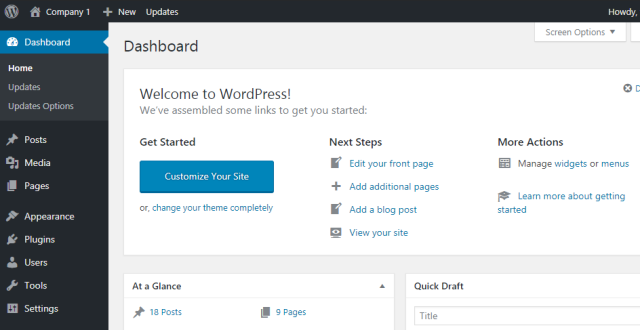 Company 1 New Updates Howdy,
Screen Options
Dashboard
Home
Updates
Updates Options
Posts
Media
Pages
Appearance
Plugins
Users
Tools
Settings
Dashboard
Welcome to WordPress!
We've assembled some links to get you started:
D
Get Started
Customize Your Site
or, change your theme completely
Next Steps
Edit your front page
Add additional pages
Add a blog post
View your site
More Actions
Manage widgets or menus
Learn more about getting
started
At a Glance
18 Posts 9 Pages
Quick Draft
Title